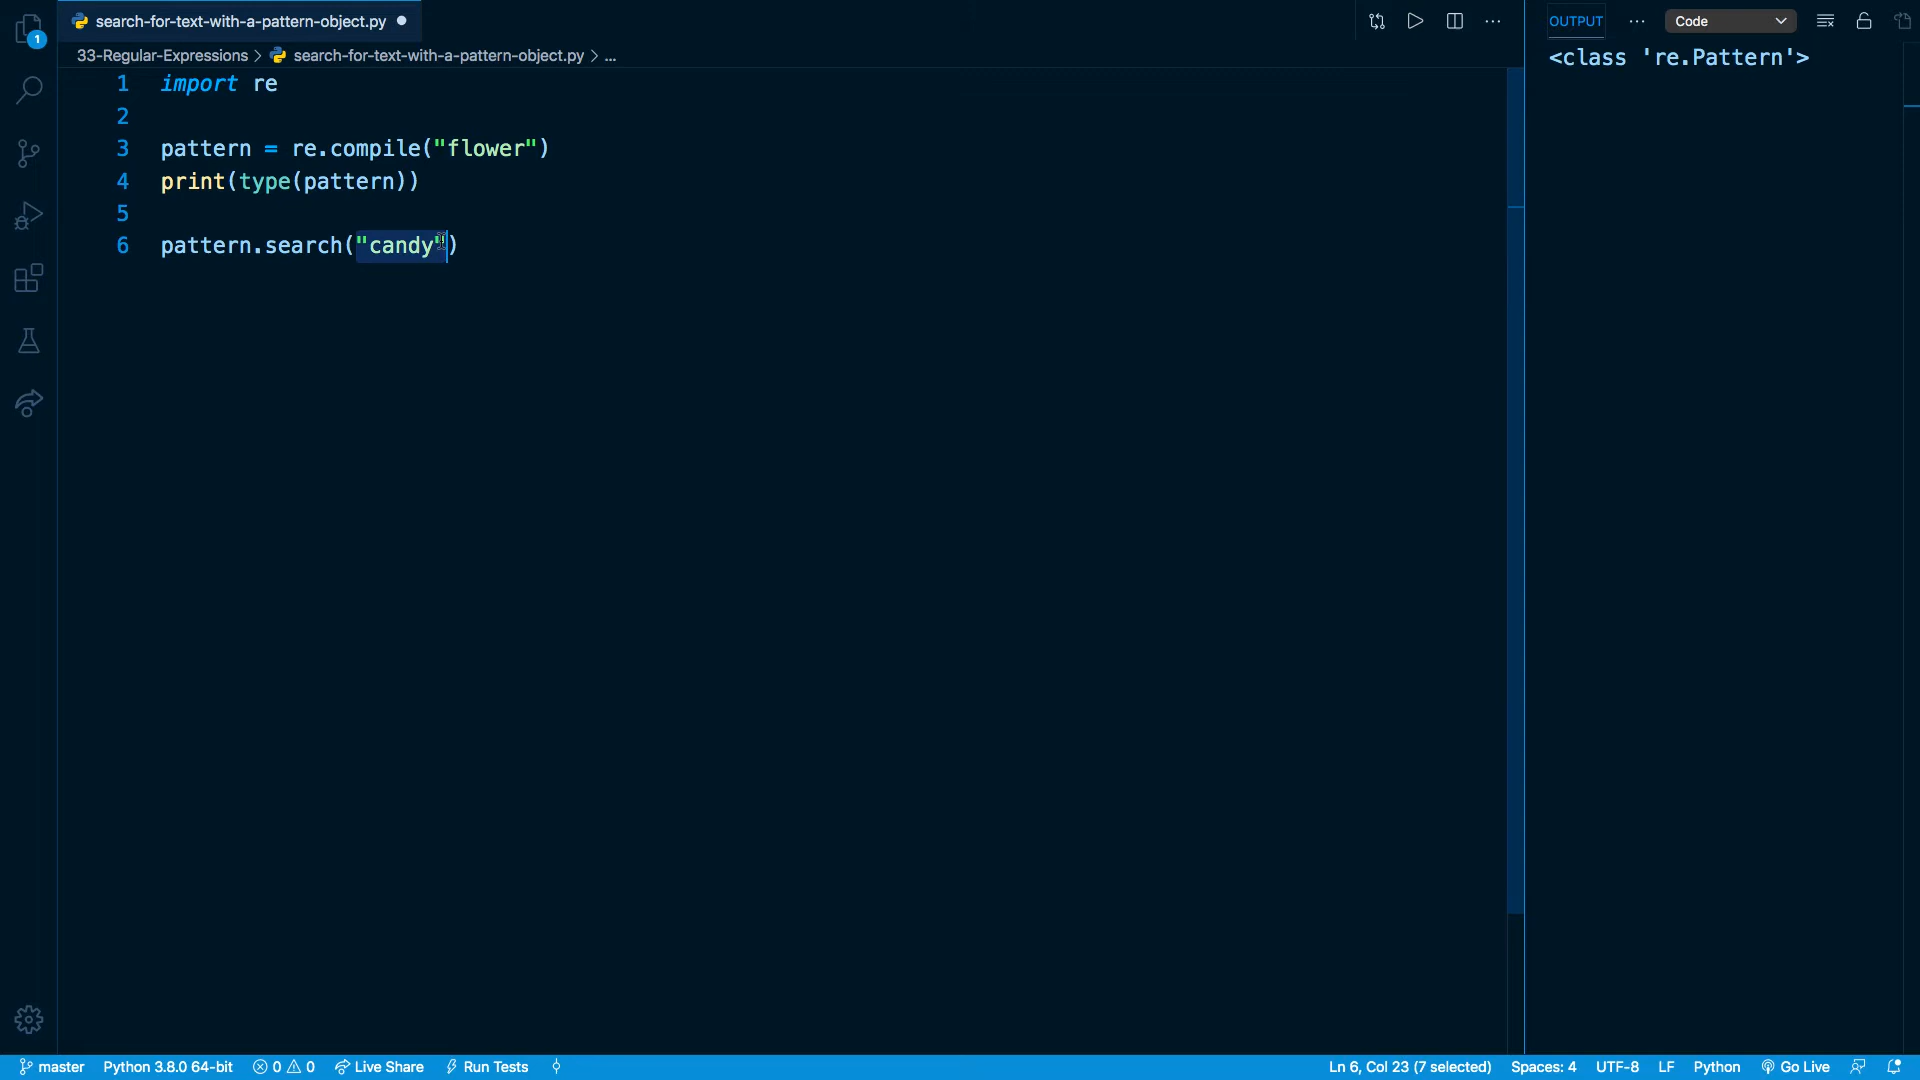 search-for-text-with-a-pattern-object.py
OUTPUT
Code
33-Regular-Expressions > search-for-text-with-a-pattern-object.py > ...
<class 're.Pattern'>
1 import re
2
3 pattern = re.compile("flower")
4 print(type(pattern))
5
6 pattern.search("candy")
1
master Python 3.8.0 64-bit 0 0 Live Share Run Tests Ln 6, Col 23 (7 selected) Spaces: 4 UTF-8 LF Python Go Live